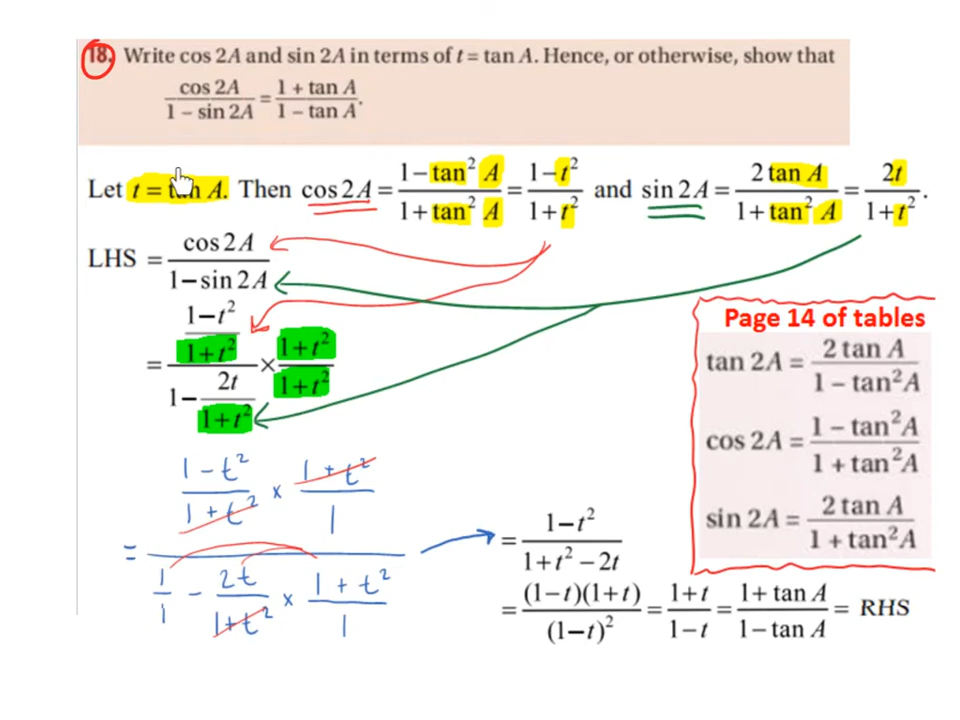 18. Write cos 2A and sin 2A in terms of t = tan A. Hence, or otherwise, show that
cos 2A / (1 − sin 2A) = (1 + tan A) / (1 − tan A).
Let t = tan A. Then cos 2A = (1 − tan² A) / (1 + tan² A) = (1 − t²) / (1 + t²) and sin 2A = 2 tan A / (1 + tan² A) = 2t / (1 + t²).
LHS = cos 2A / (1 − sin 2A)
= ((1 − t²) / (1 + t²)) / (1 − 2t / (1 + t²)) × (1 + t²) / (1 + t²)
= ((1 − t²) / (1 + t²) × (1 + t²) / 1) / (1/1 − 2t / (1 + t²) × (1 + t²) / 1)
= (1 − t²) / (1 + t² − 2t)
= (1 − t)(1 + t) / (1 − t)² = (1 + t) / (1 − t) = (1 + tan A) / (1 − tan A) = RHS
Page 14 of tables
tan 2A = 2 tan A / (1 − tan²A)
cos 2A = (1 − tan²A) / (1 + tan²A)
sin 2A = 2 tan A / (1 + tan²A)